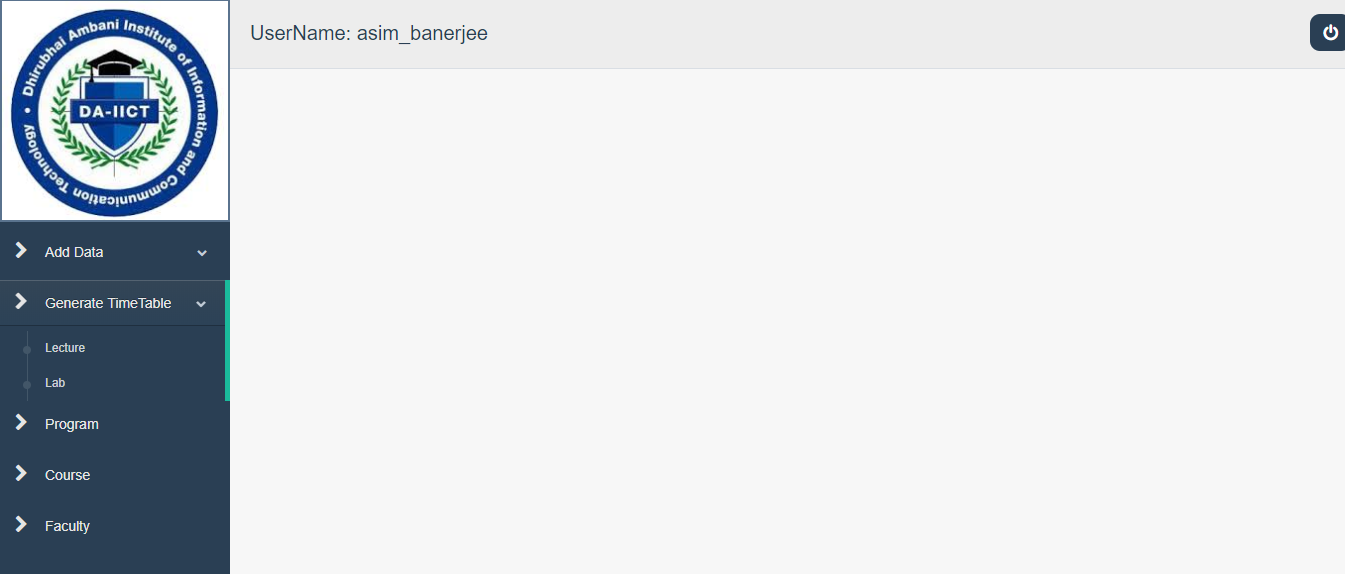 Dhirubhai Ambani Institute of Information and Communication Technology
DA-IICT
UserName: asim_banerjee
Add Data
Generate TimeTable
Lecture
Lab
Program
Course
Faculty